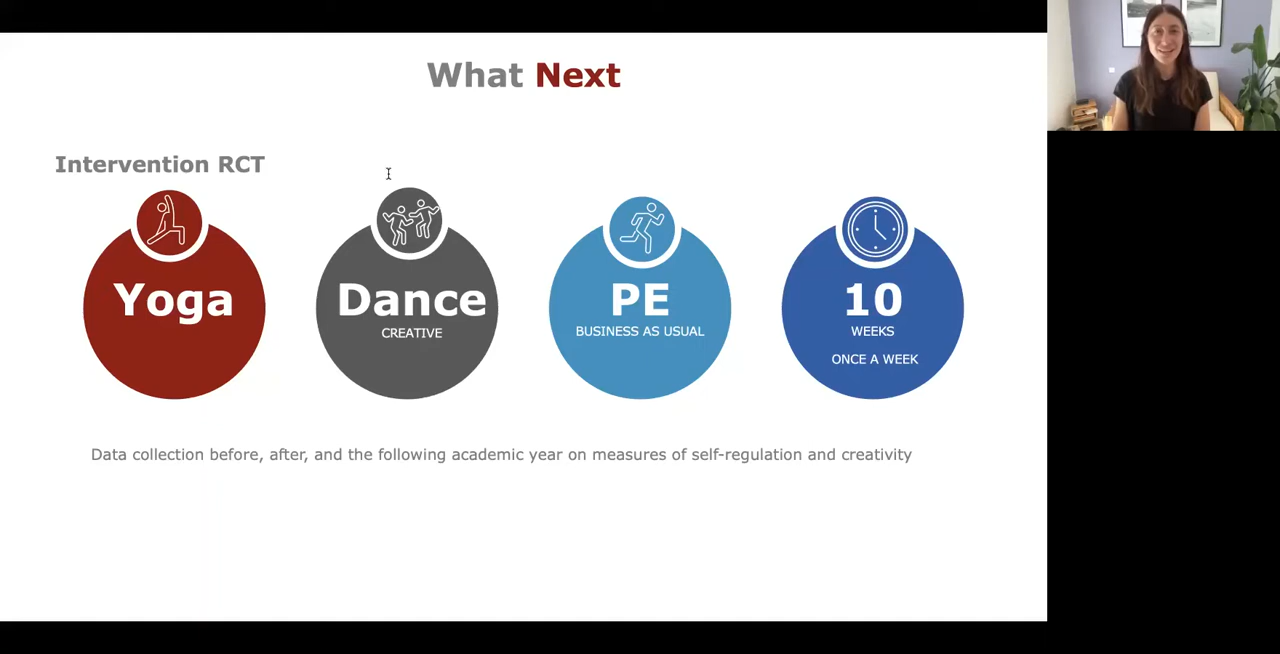 What Next
Intervention RCT
Yoga
Dance
CREATIVE
PE
BUSINESS AS USUAL
10
WEEKS
ONCE A WEEK
Data collection before, after, and the following academic year on measures of self-regulation and creativity